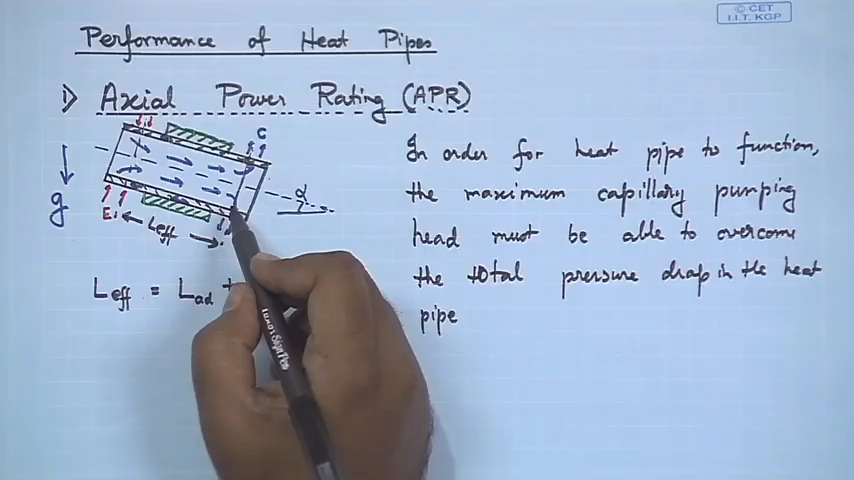 © CET
I.I.T. KGP
Performance of Heat Pipes
1) Axial Power Rating (APR)
C
In order for heat pipe to function,
the maximum capillary pumping
head must be able to overcome
the total pressure drop in the heat
pipe
g
α
E
Leff
Leff = Lad +